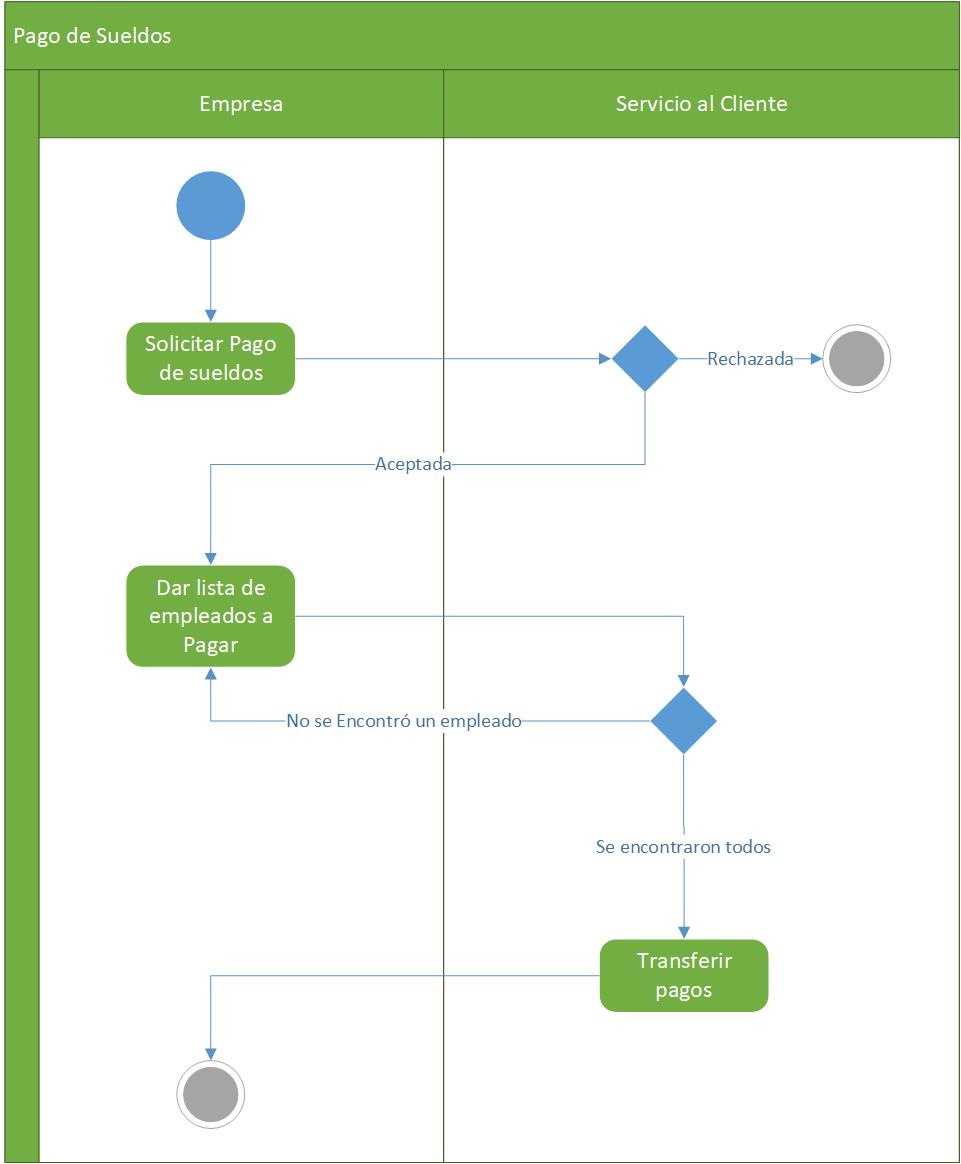 Pago de Sueldos
Empresa
Servicio al Cliente
Solicitar Pago
de sueldos
Rechazada
Aceptada
Dar lista de
empleados a
Pagar
No se Encontró un empleado
Se encontraron todos
Transferir
pagos